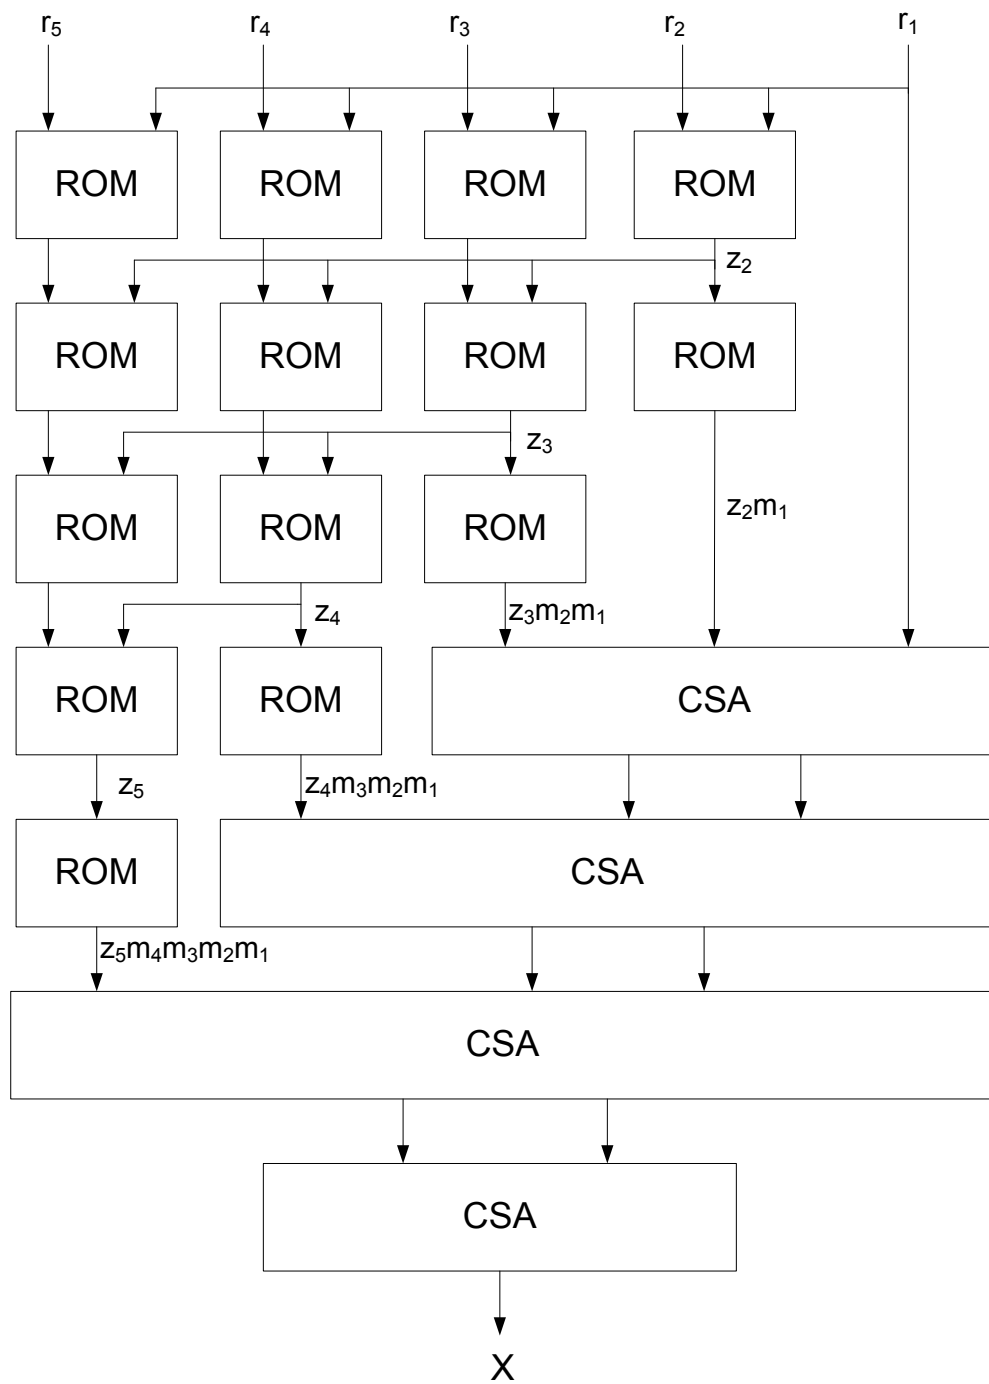 r₅ r₄ r₃ r₂ r₁
ROM ROM ROM ROM
z₂
ROM ROM ROM ROM
z₃
z₂m₁
ROM ROM ROM
z₄
z₃m₂m₁
ROM ROM CSA
z₅
z₄m₃m₂m₁
ROM CSA
z₅m₄m₃m₂m₁
CSA
CSA
X